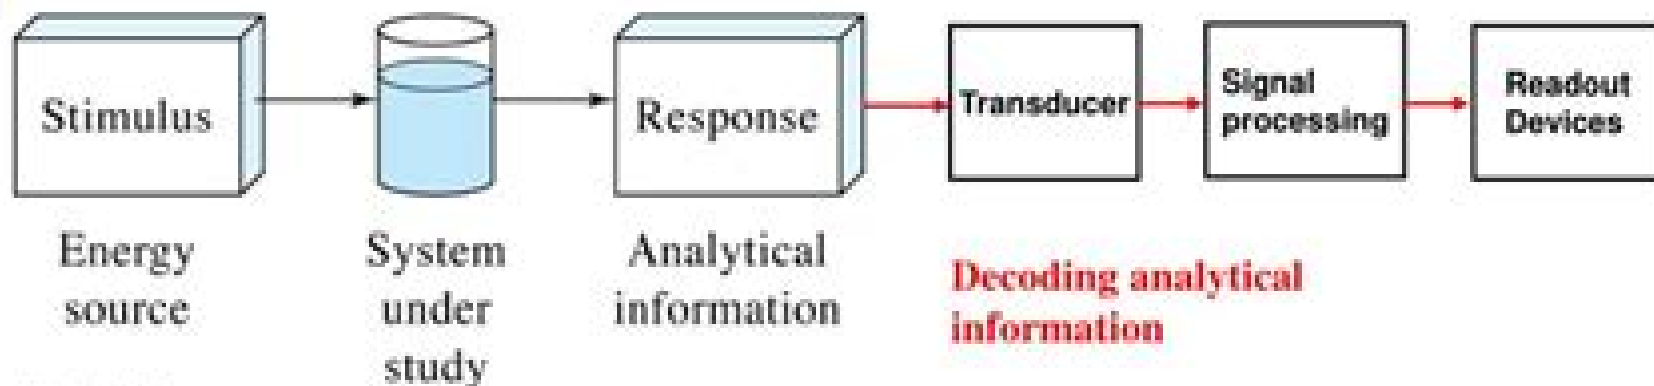 Stimulus
Response
Transducer
Signal
processing
Readout
Devices
Energy
source
System
under
study
Analytical
information
Decoding analytical
information